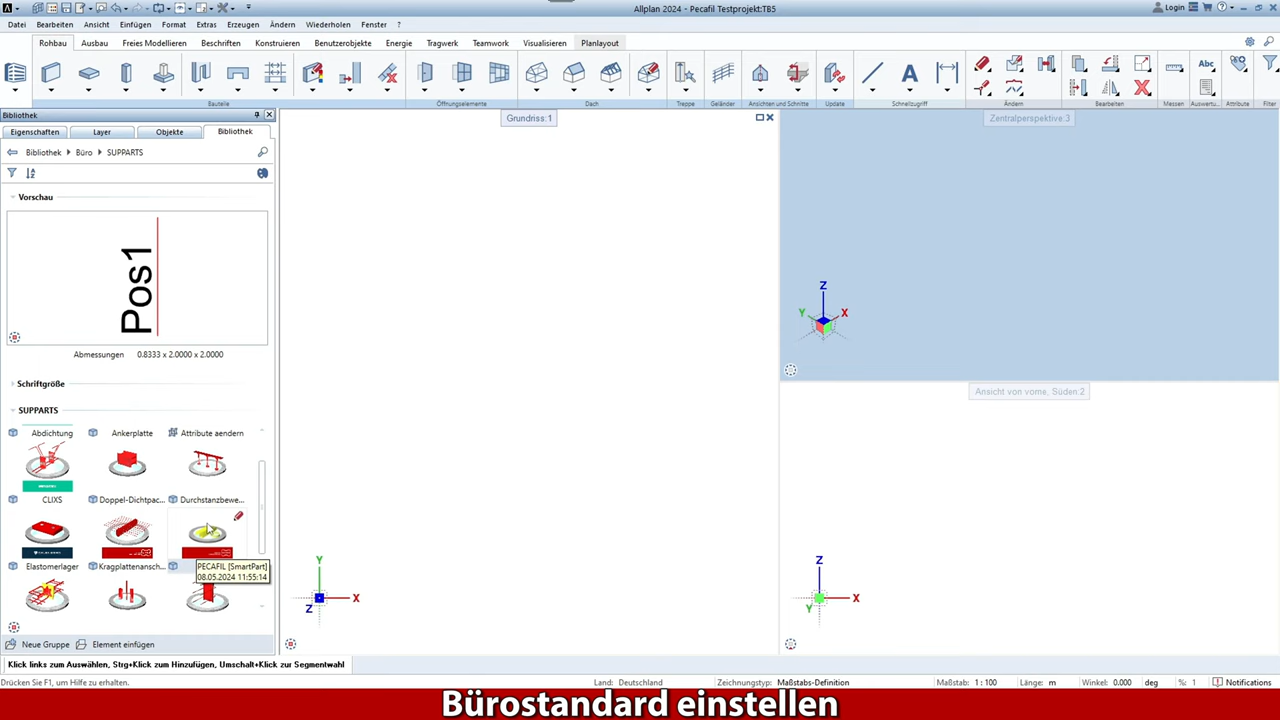 Allplan 2024 - Pecafil Testprojekt:TB5
Login
Datei Bearbeiten Ansicht Einfügen Format Extras Erzeugen Ändern Wiederholen Fenster ?
Rohbau Ausbau Freies Modellieren Beschriften Konstruieren Benutzerobjekte Energie Tragwerk Teamwork Visualisieren Planlayout
Abc
Bauteile Öffnungselemente Dach Treppe Geländer Ansichten und Schnitte Update Schnellzugriff Ändern Bearbeiten Messen Auswertu... Attribute Filter
Bibliothek
Eigenschaften Layer Objekte Bibliothek
Bibliothek Büro SUPPARTS
Vorschau
Pos1
Abmessungen 0.8333 x 2.0000 x 2.0000
Schriftgröße
SUPPARTS
Abdichtung Ankerplatte Attribute aendern
CLIXS Doppel-Dichtpac... Durchstanzbewe...
Elastomerlager Kragplattenansch...
PECAFIL [SmartPart]
08.05.2024 11:55:14
Neue Gruppe Element einfügen
Grundriss:1
Y
Z X
Zentralperspektive:3
Z
Y X
Ansicht von vorne, Süden:2
Z
X
Y
Klick links zum Auswählen, Strg+Klick zum Hinzufügen, Umschalt+Klick zur Segmentwahl
Drücken Sie F1, um Hilfe zu erhalten. Land: Deutschland Zeichnungstyp: Maßstabs-Definition Maßstab: 1 : 100 Länge: m Winkel: 0.000 deg %: 1 Notifications
Bürostandard einstellen